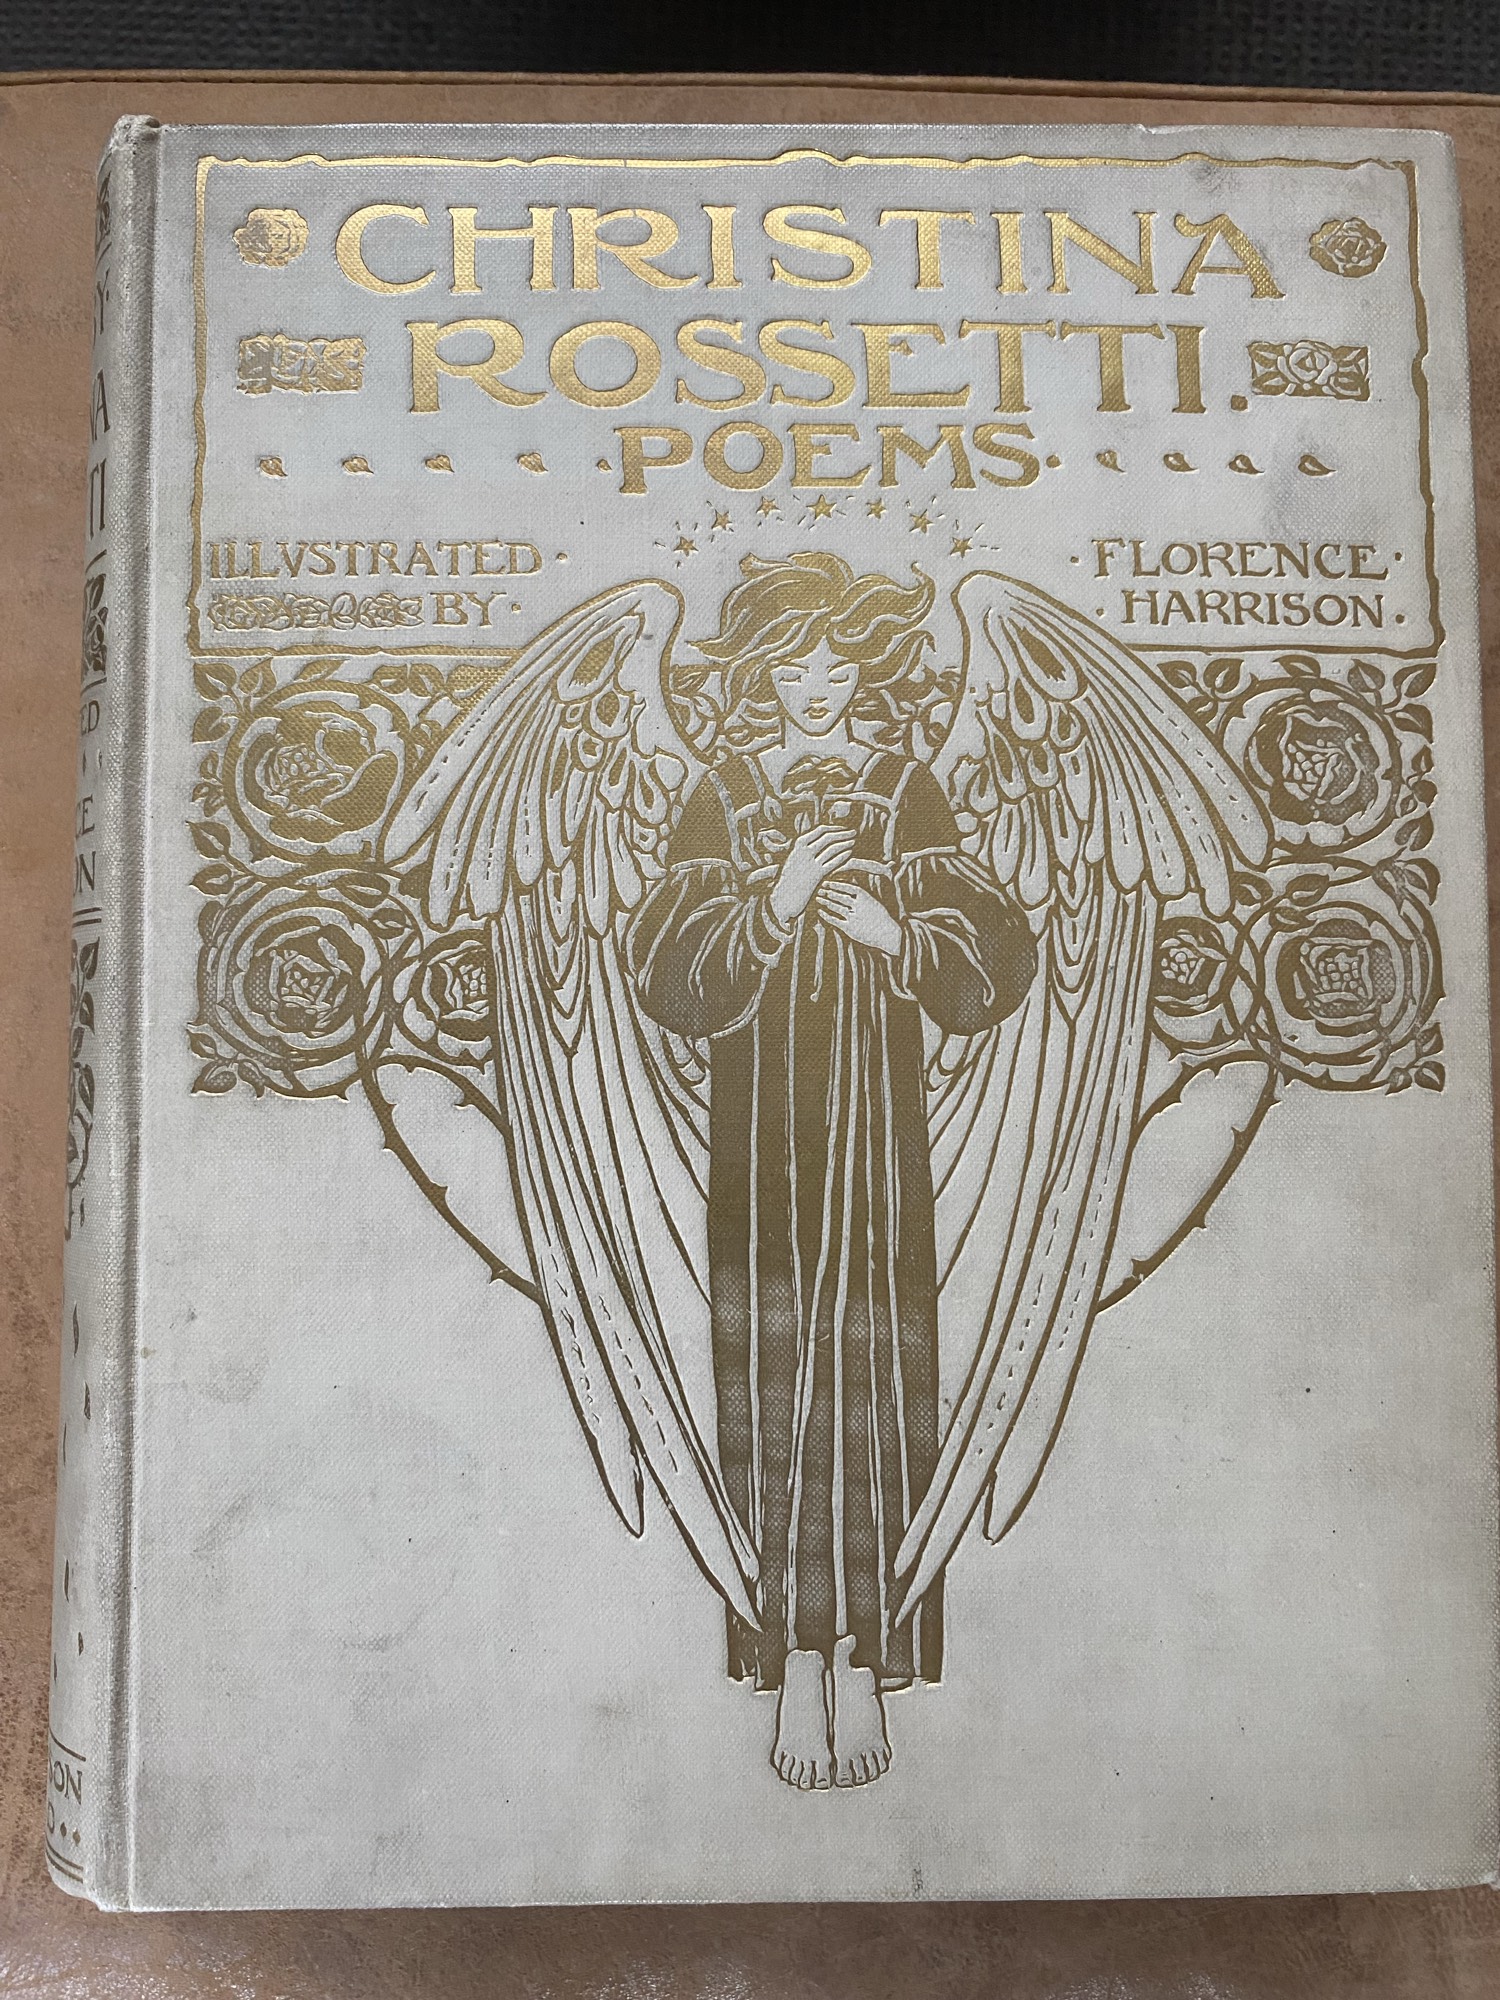 CHRISTINA
ROSSETTI.
POEMS
ILLVSTRATED
BY
FLORENCE
HARRISON